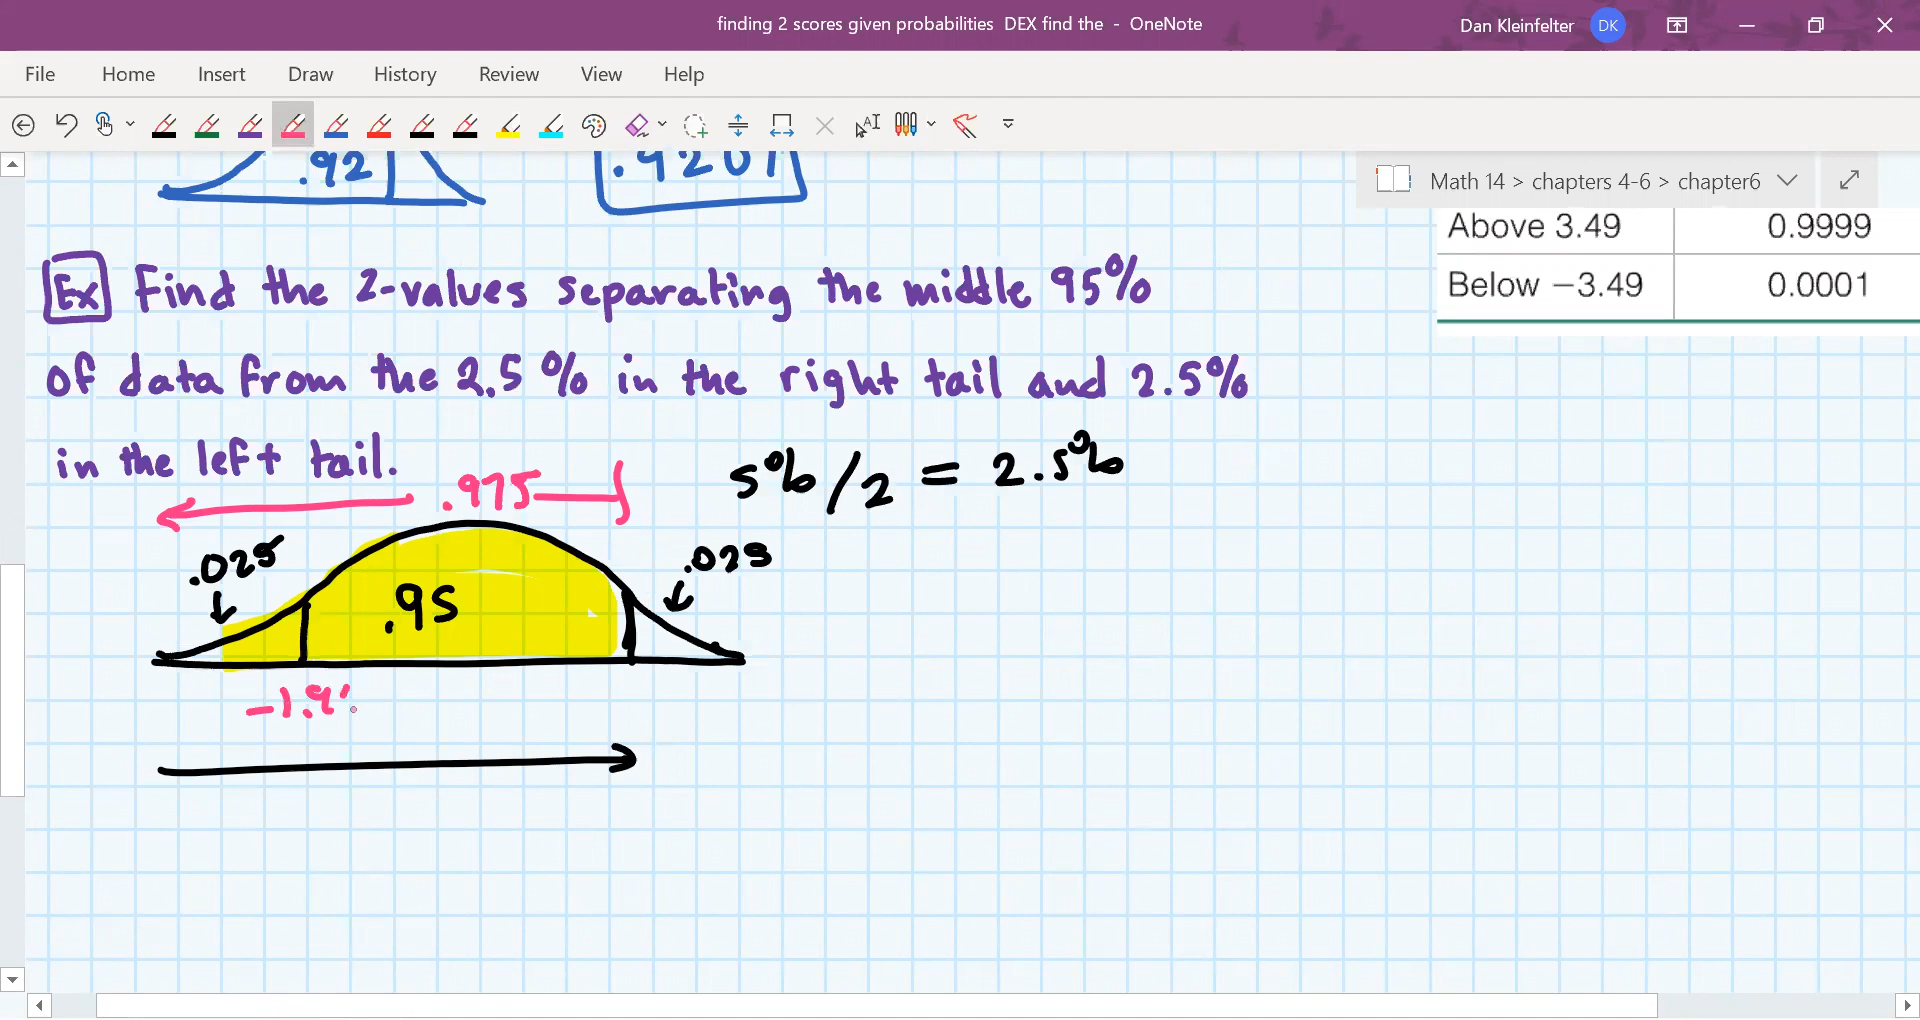 finding 2 scores given probabilities DEX find the - OneNote
Dan Kleinfelter DK
File Home Insert Draw History Review View Help
.92
.9207
Math 14 > chapters 4-6 > chapter6
Above 3.49 0.9999
Below −3.49 0.0001
Ex Find the z-values separating the middle 95%
of data from the 2.5% in the right tail and 2.5%
in the left tail.
5%/2 = 2.5%
.975
.025
.025
.95
-1.9